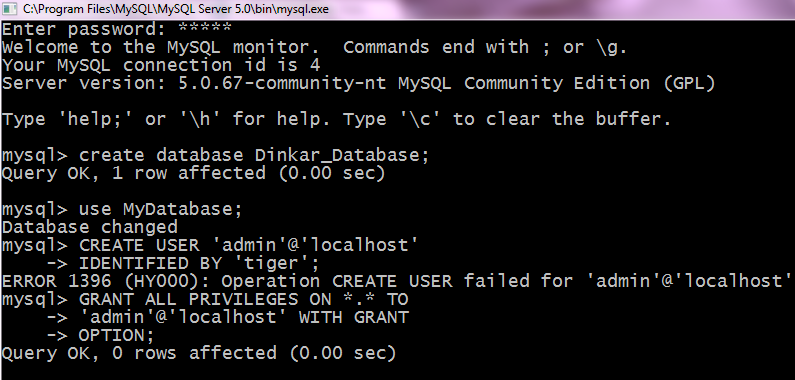 C:\Program Files\MySQL\MySQL Server 5.0\bin\mysql.exe
Enter password: *****
Welcome to the MySQL monitor.  Commands end with ; or \g.
Your MySQL connection id is 4
Server version: 5.0.67-community-nt MySQL Community Edition (GPL)
Type 'help;' or '\h' for help. Type '\c' to clear the buffer.
mysql> create database Dinkar_Database;
Query OK, 1 row affected (0.00 sec)
mysql> use MyDatabase;
Database changed
mysql> CREATE USER 'admin'@'localhost'
    -> IDENTIFIED BY 'tiger';
ERROR 1396 (HY000): Operation CREATE USER failed for 'admin'@'localhost'
mysql> GRANT ALL PRIVILEGES ON *.* TO
    -> 'admin'@'localhost' WITH GRANT
    -> OPTION;
Query OK, 0 rows affected (0.00 sec)